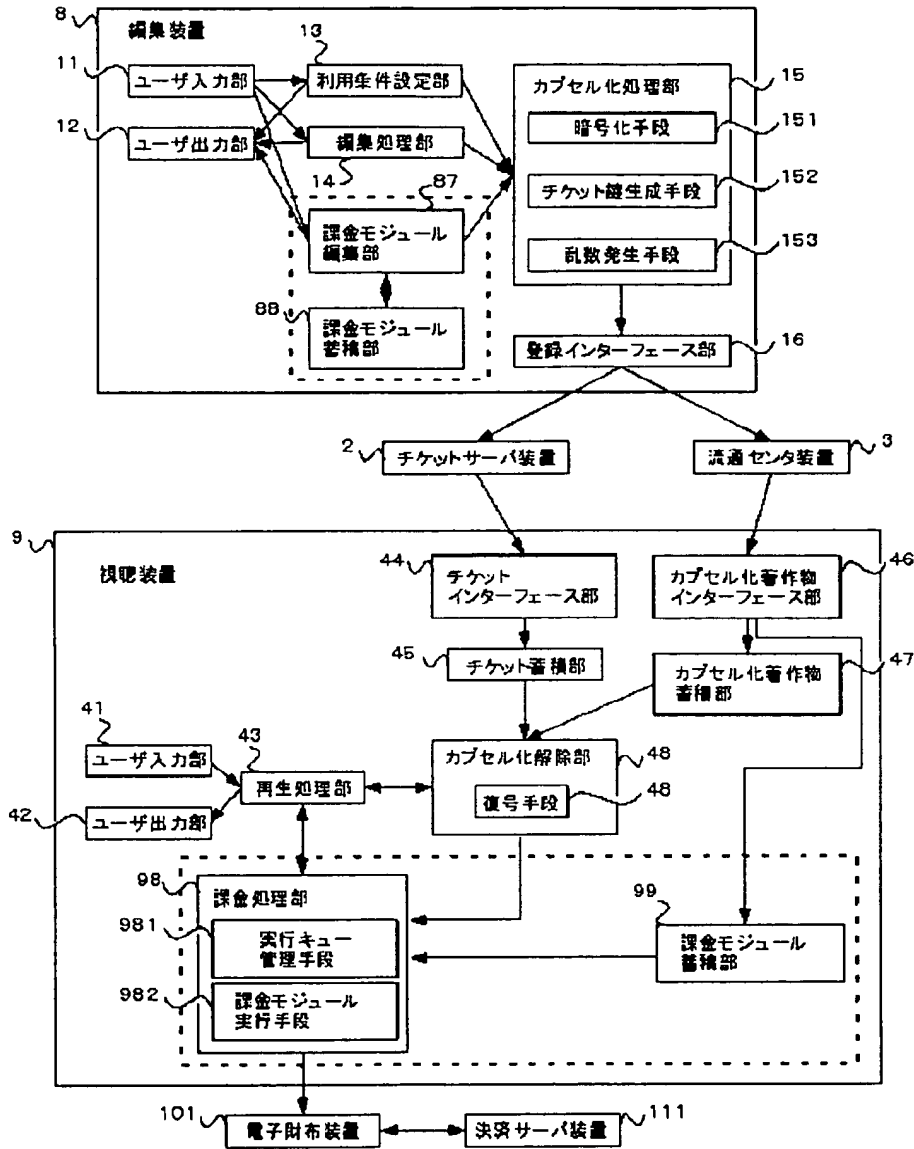 8
編集装置
11
ユーザ入力部
12
ユーザ出力部
13
利用条件設定部
編集処理部
14
87
課金モジュール
編集部
88
課金モジュール
蓄積部
15
カプセル化処理部
暗号化手段
151
チケット鍵生成手段
152
乱数発生手段
153
登録インターフェース部
16
2
チケットサーバ装置
3
流通センタ装置
9
視聴装置
44
チケット
インターフェース部
46
カプセル化著作物
インターフェース部
45
チケット蓄積部
47
カプセル化著作物
蓄積部
41
ユーザ入力部
42
ユーザ出力部
43
再生処理部
カプセル化解除部
48
復号手段
48
98
課金処理部
981
実行キュー
管理手段
982
課金モジュール
実行手段
99
課金モジュール
蓄積部
101
電子財布装置
111
決済サーバ装置